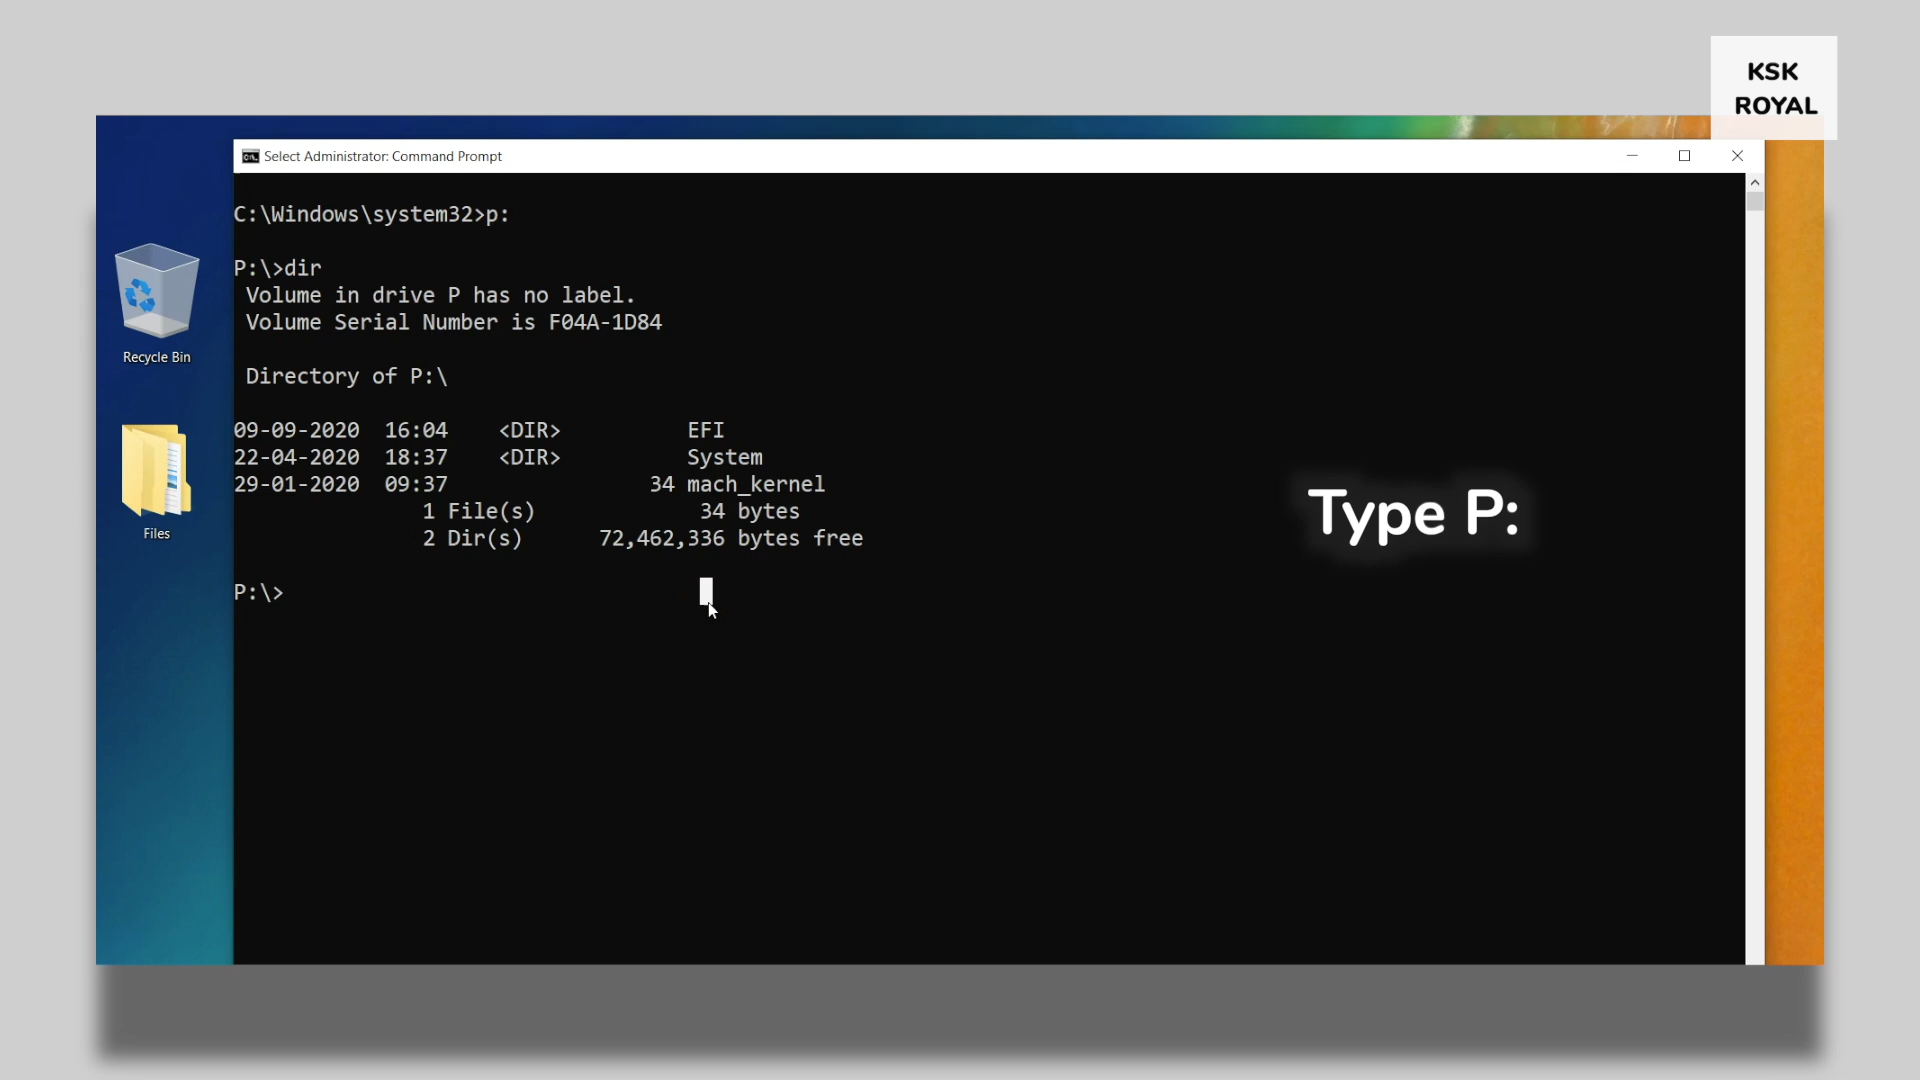 KSK
ROYAL
Select Administrator: Command Prompt
C:\Windows\system32>p:
P:\>dir
Volume in drive P has no label.
Volume Serial Number is F04A-1D84
Directory of P:\
09-09-2020 16:04 <DIR> EFI
22-04-2020 18:37 <DIR> System
29-01-2020 09:37 34 mach_kernel
1 File(s) 34 bytes
2 Dir(s) 72,462,336 bytes free
P:\>
Recycle Bin
Files
Type P: